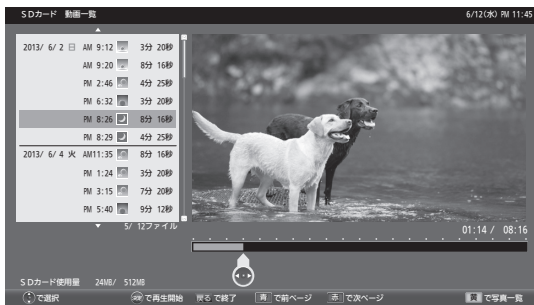 SDカード 動画一覧
6/12(水) PM 11:45
2013/ 6/ 2 日 AM 9:12 3分 20秒
AM 9:20 8分 16秒
PM 2:46 4分 25秒
PM 6:32 3分 20秒
PM 8:26 8分 16秒
PM 8:29 4分 25秒
2013/ 6/ 4 火 AM11:35 8分 16秒
PM 1:24 3分 20秒
PM 3:15 7分 20秒
PM 5:40 9分 12秒
5/ 12ファイル
01:14 / 08:16
SDカード使用量 24MB/ 512MB
で選択 決定 で再生開始 戻る で終了 青 で前ページ 赤 で次ページ 黄 で写真一覧